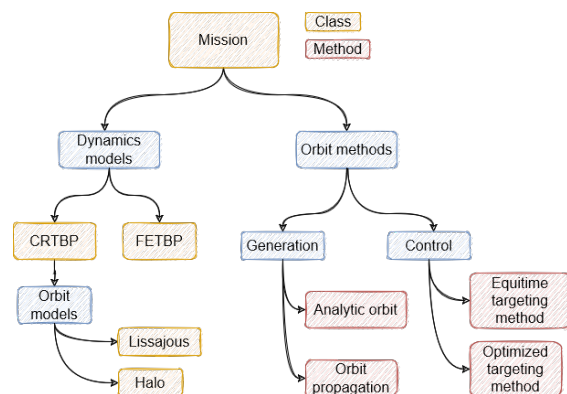 Mission
Class
Method
Dynamics
models
Orbit methods
CRTBP
FETBP
Generation
Control
Orbit
models
Analytic orbit
Equitime
targeting
method
Lissajous
Halo
Orbit
propagation
Optimized
targeting
method